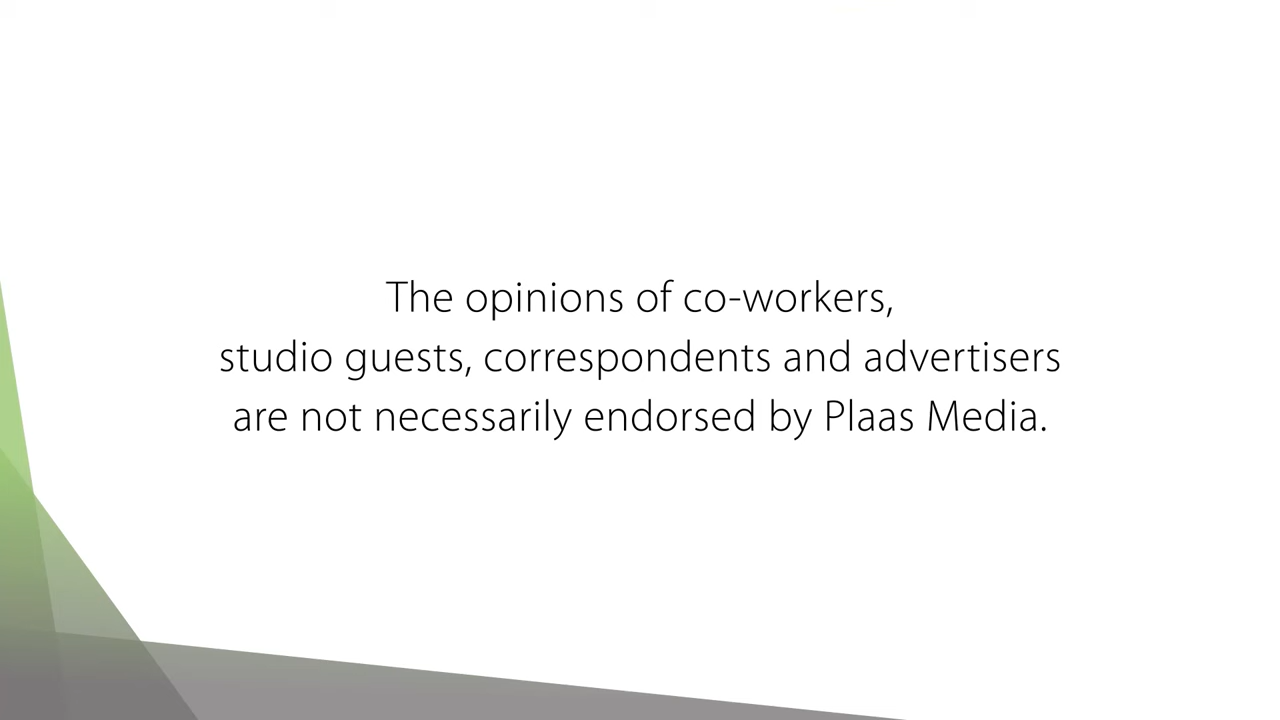 The opinions of co-workers,
studio guests, correspondents and advertisers
are not necessarily endorsed by Plaas Media.